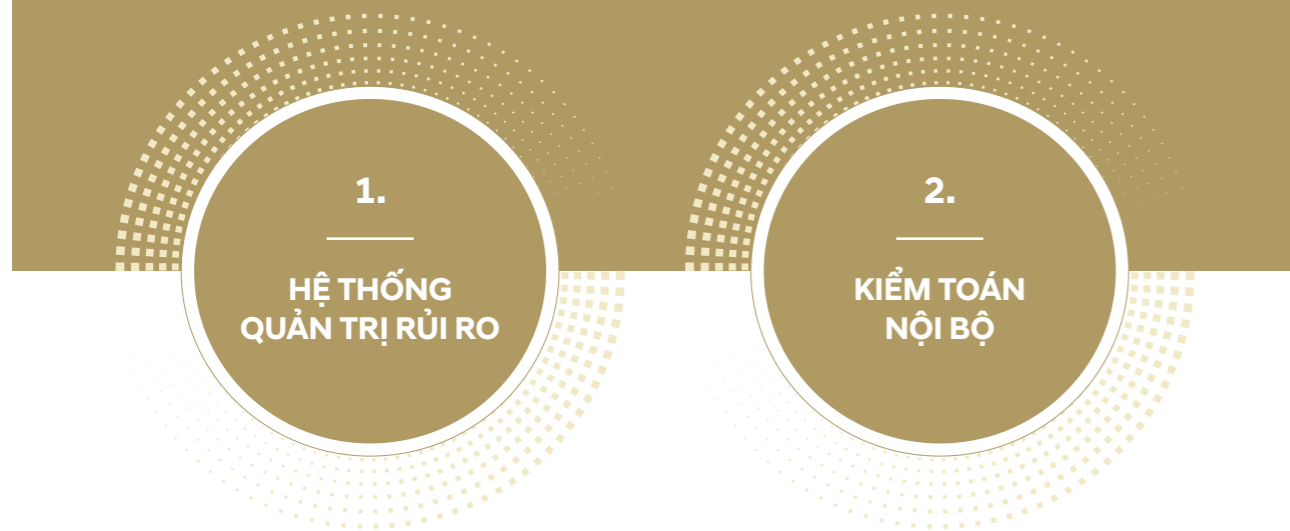 1.
HỆ THỐNG
QUẢN TRỊ RỦI RO
2.
KIỂM TOÁN
NỘI BỘ